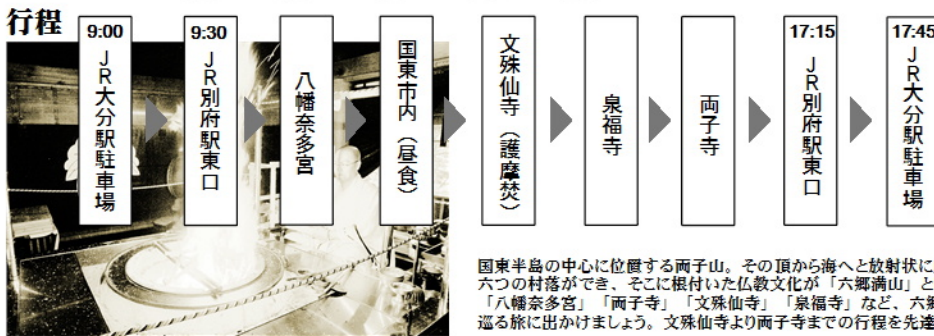 行程
9:00
JR大分駅駐車場
9:30
JR別府駅東口
八幡奈多宮
国東市内（昼食）
文殊仙寺（護摩焚）
泉福寺
両子寺
17:15
JR別府駅東口
17:45
JR大分駅駐車場
国東半島の中心に位置する両子山。その頂から海へと放射状に
六つの村落ができ、そこに根付いた仏教文化が「六郷満山」と
「八幡奈多宮」「両子寺」「文殊仙寺」「泉福寺」など、六郷
巡る旅に出かけましょう。文殊仙寺より両子寺までの行程を先達